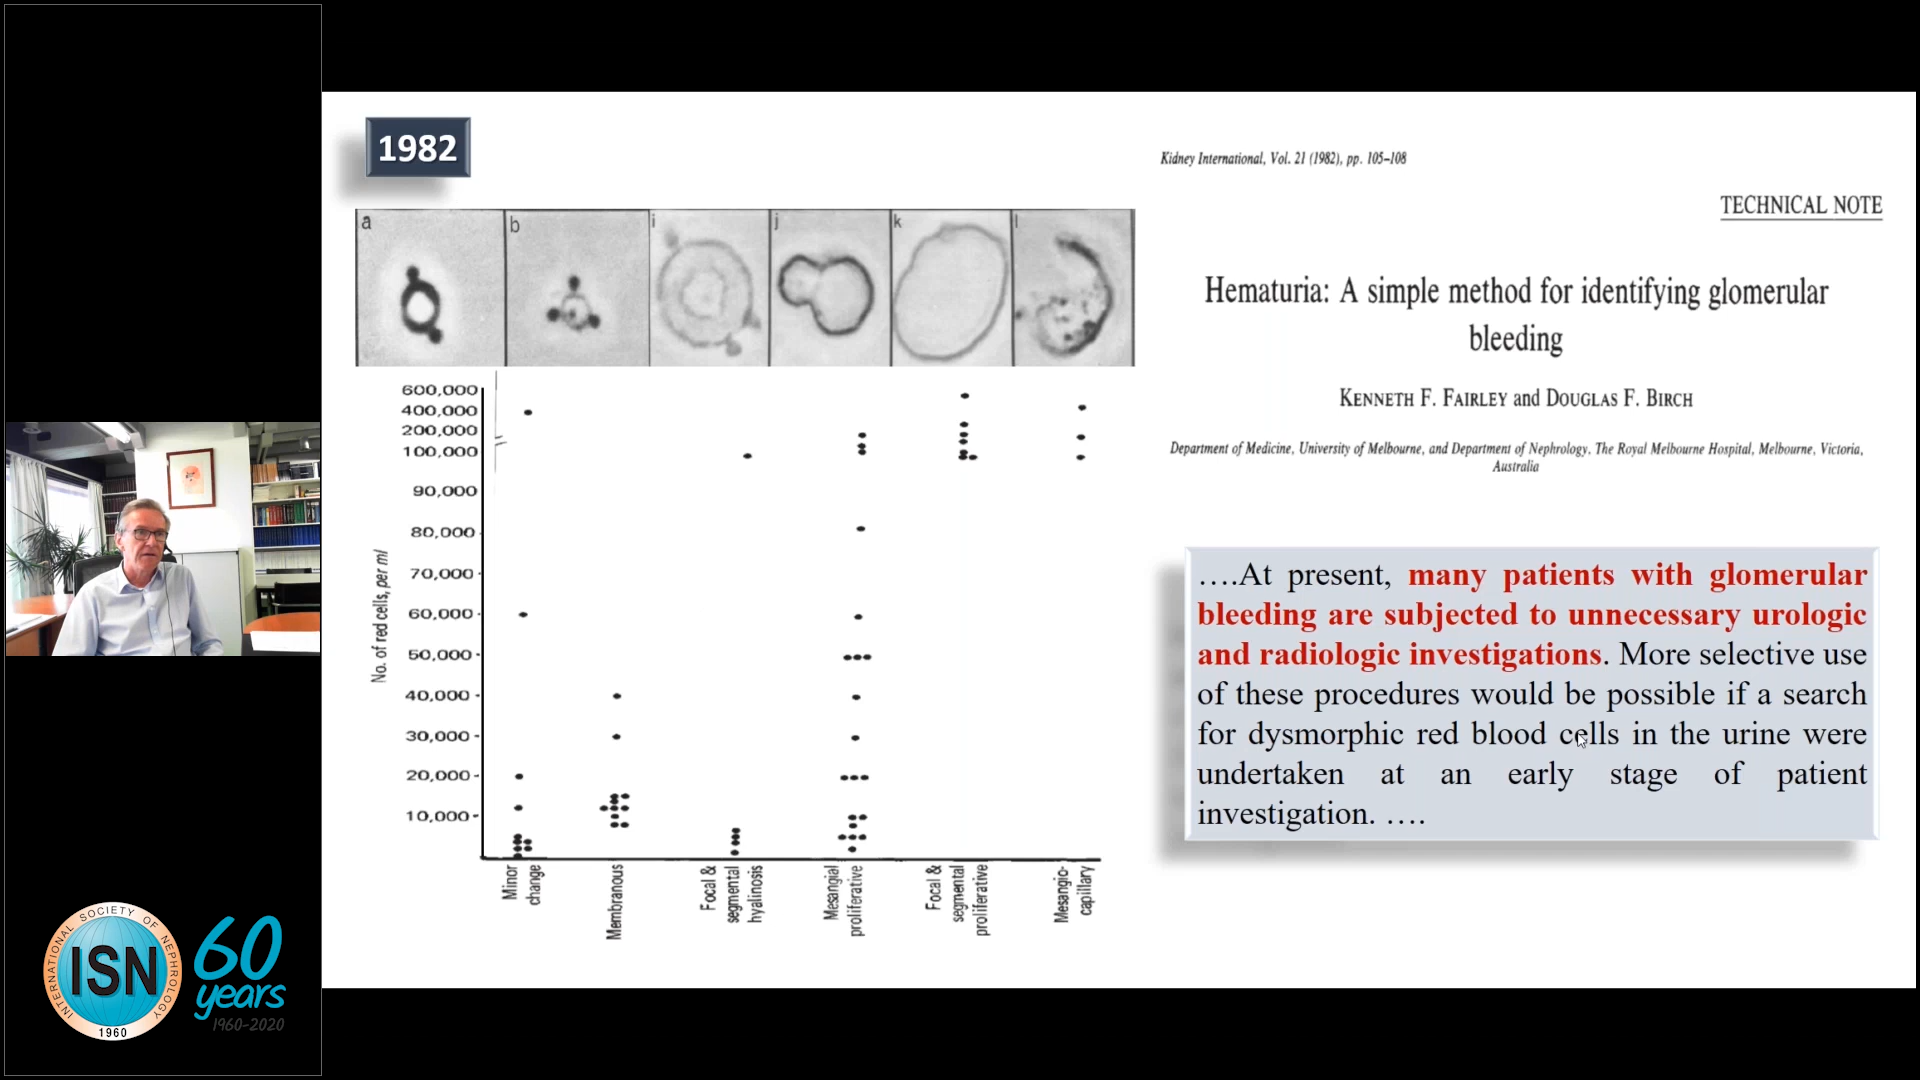 1982
Kidney International, Vol. 21 (1982), pp. 105–108
TECHNICAL NOTE
Hematuria: A simple method for identifying glomerular
bleeding
KENNETH F. FAIRLEY and DOUGLAS F. BIRCH
Department of Medicine, University of Melbourne, and Department of Nephrology, The Royal Melbourne Hospital, Melbourne, Victoria,
Australia
a b i j k l
600,000
400,000
200,000
100,000
90,000
80,000
70,000
60,000
50,000
40,000
30,000
20,000
10,000
No. of red cells, per ml
Minor
change
Membranous
Focal &
segmental
hyalinosis
Mesangial
proliferative
Focal &
segmental
proliferative
Mesangio-
capillary
….At present, many patients with glomerular
bleeding are subjected to unnecessary urologic
and radiologic investigations. More selective use
of these procedures would be possible if a search
for dysmorphic red blood cells in the urine were
undertaken at an early stage of patient
investigation. ….
INTERNATIONAL SOCIETY OF NEPHROLOGY
ISN
1960
60
years
1960-2020